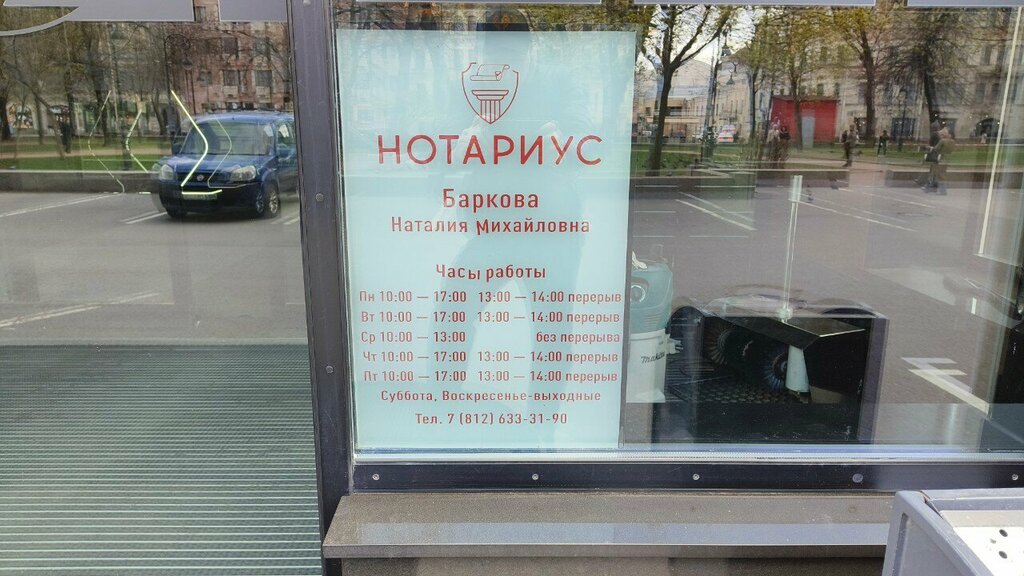 НОТАРИУС
Баркова
Наталия Михайловна
Часы работы
Пн 10:00 — 17:00 13:00 — 14:00 перерыв
Вт 10:00 — 17:00 13:00 — 14:00 перерыв
Ср 10:00 — 13:00 без перерыва
Чт 10:00 — 17:00 13:00 — 14:00 перерыв
Пт 10:00 — 17:00 13:00 — 14:00 перерыв
Суббота, Воскресенье-выходные
Тел. 7 (812) 633-31-90
makita